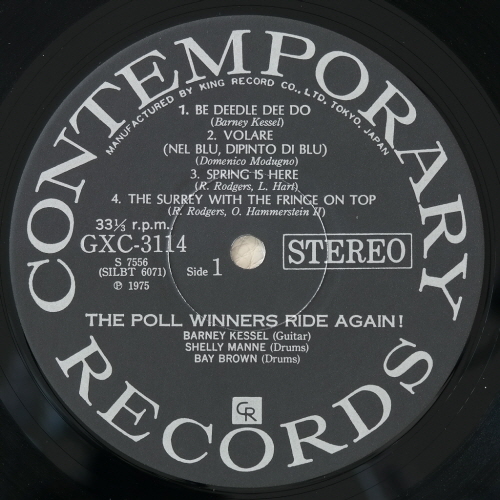 CONTEMPORARY
MANUFACTURED BY KING RECORD CO., LTD. TOKYO, JAPAN
1. BE DEEDLE DEE DO
(Barney Kessel)
2. VOLARE
(NEL BLU, DIPINTO DI BLU)
(Domenico Modugno)
3. SPRING IS HERE
(R. Rodgers, L. Hart)
4. THE SURREY WITH THE FRINGE ON TOP
(R. Rodgers, O. Hammerstein II)
33⅓ r.p.m.
GXC-3114
S 7556
(SILBT 6071)
Side 1
STEREO
℗ 1975
THE POLL WINNERS RIDE AGAIN!
BARNEY KESSEL (Guitar)
SHELLY MANNE (Drums)
BAY BROWN (Drums)
CR
RECORDS